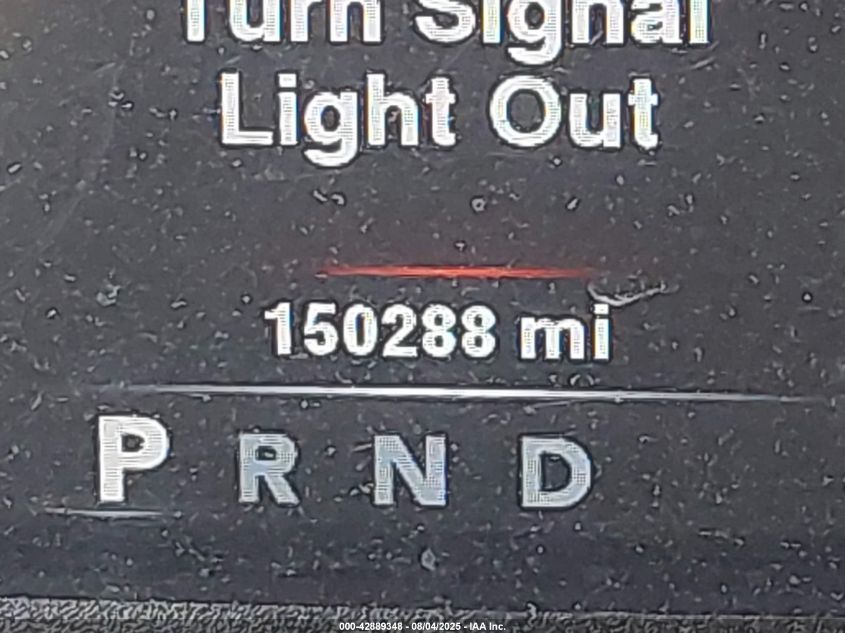 Turn Signal
Light Out
150288 mi
P R N D
000-42889348 - 08/04/2025 - IAA Inc.